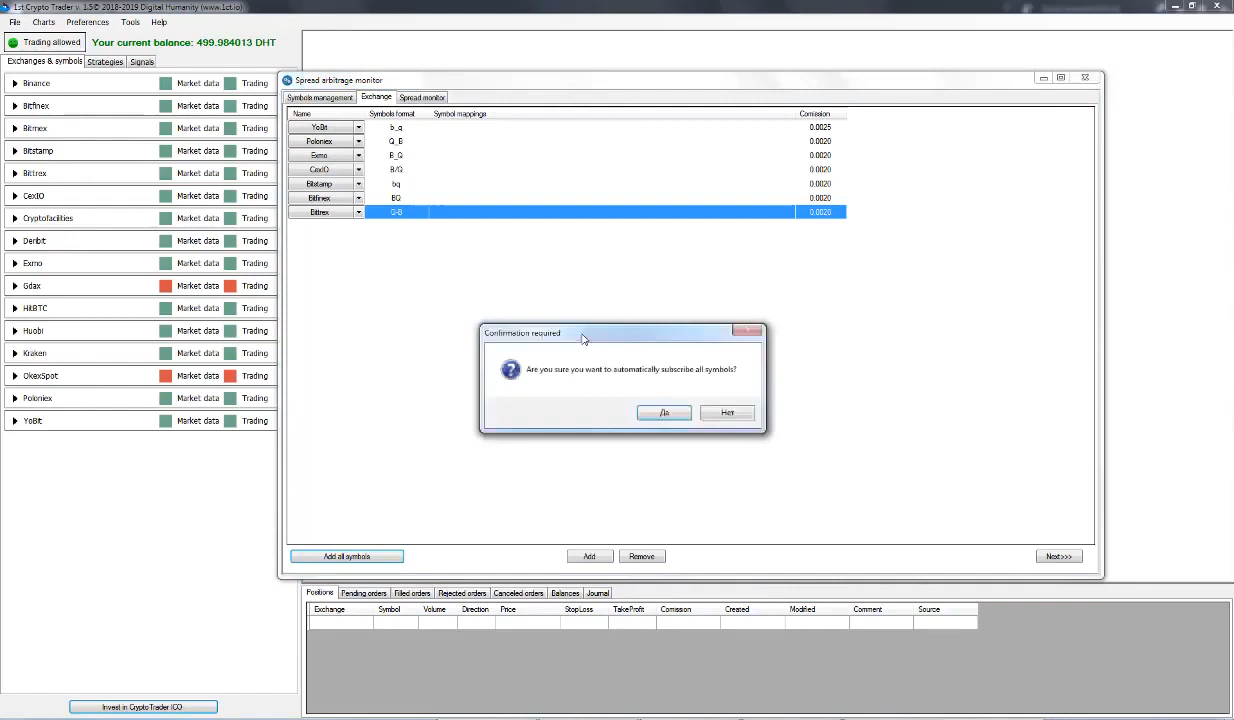 1st Crypto Trader v. 1.5© 2018-2019 Digital Humanity (www.1ct.io)
File Charts Preferences Tools Help
Trading allowed Your current balance: 499.984013 DHT
Exchanges & symbols Strategies Signals
Binance Market data Trading
Bitfinex Market data Trading
Bitmex Market data Trading
Bitstamp Market data Trading
Bittrex Market data Trading
CexIO Market data Trading
Cryptofacilities Market data Trading
Deribit Market data Trading
Exmo Market data Trading
Gdax Market data Trading
HitBTC Market data Trading
Huobi Market data Trading
Kraken Market data Trading
OkexSpot Market data Trading
Poloniex Market data Trading
YoBit Market data Trading
Invest in CryptoTrader ICO
Spread arbitrage monitor
Symbols management Exchange Spread monitor
Name Symbols format Symbol mappings Comission
YoBit b_q 0.0025
Poloniex Q_B 0.0020
Exmo B_Q 0.0020
CexIO B/Q 0.0020
Bitstamp bq 0.0020
Bitfinex BQ 0.0020
Bittrex Q-B 0.0020
Confirmation required
Are you sure you want to automatically subscribe all symbols?
Да Нет
Add all symbols Add Remove Next>>>
Positions Pending orders Filled orders Rejected orders Canceled orders Balances Journal
Exchange Symbol Volume Direction Price StopLoss TakeProfit Comission Created Modified Comment Source